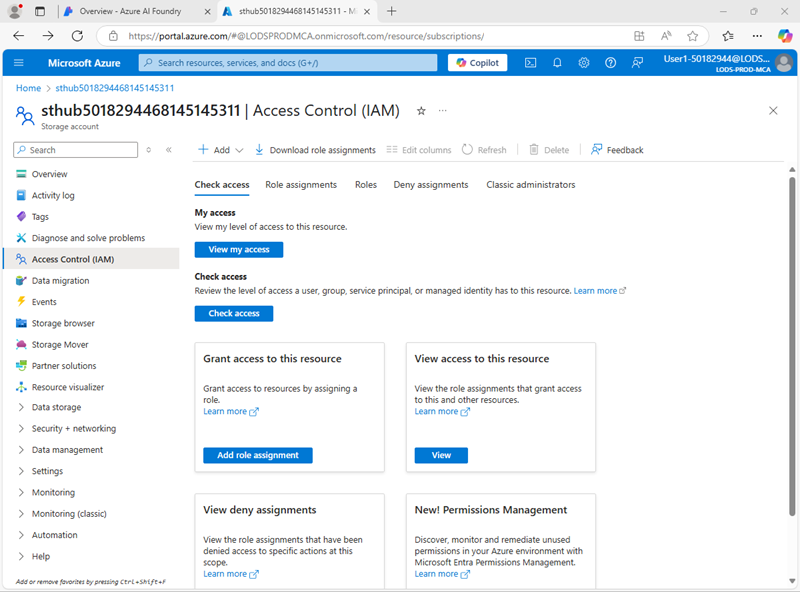 Overview - Azure AI Foundry
sthub5018294468145145311 - M
https://portal.azure.com/#@LODSPRODMCA.onmicrosoft.com/resource/subscriptions/
Microsoft Azure
Search resources, services, and docs (G+/)
Copilot
User1-50182944@LODS...
LODS-PROD-MCA
Home > sthub5018294468145145311
sthub5018294468145145311 | Access Control (IAM)
Storage account
Search
Add
Download role assignments
Edit columns
Refresh
Delete
Feedback
Overview
Activity log
Tags
Diagnose and solve problems
Access Control (IAM)
Data migration
Events
Storage browser
Storage Mover
Partner solutions
Resource visualizer
Data storage
Security + networking
Data management
Settings
Monitoring
Monitoring (classic)
Automation
Help
Add or remove favorites by pressing Ctrl+Shift+F
Check access
Role assignments
Roles
Deny assignments
Classic administrators
My access
View my level of access to this resource.
View my access
Check access
Review the level of access a user, group, service principal, or managed identity has to this resource. Learn more
Check access
Grant access to this resource
Grant access to resources by assigning a
role.
Learn more
Add role assignment
View access to this resource
View the role assignments that grant access
to this and other resources.
Learn more
View
View deny assignments
View the role assignments that have been
denied access to specific actions at this
scope.
Learn more
New! Permissions Management
Discover, monitor and remediate unused
permissions in your Azure environment with
Microsoft Entra Permissions Management.
Learn more